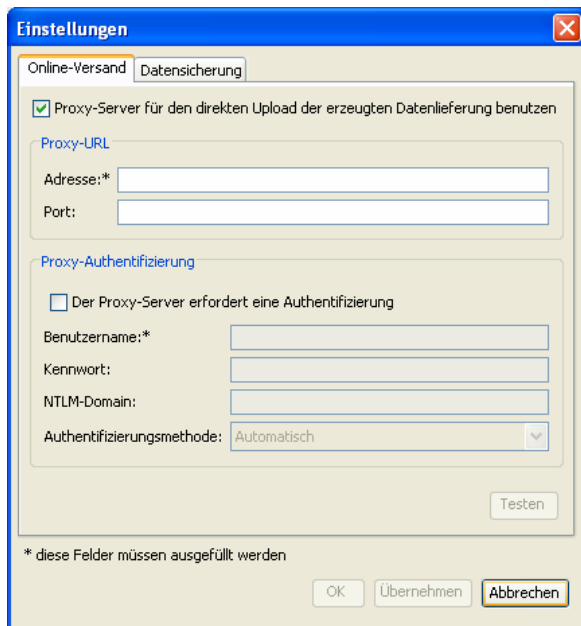 Einstellungen
Online-Versand Datensicherung
Proxy-Server für den direkten Upload der erzeugten Datenlieferung benutzen
Proxy-URL
Adresse:*
Port:
Proxy-Authentifizierung
Der Proxy-Server erfordert eine Authentifizierung
Benutzername:*
Kennwort:
NTLM-Domain:
Authentifizierungsmethode: Automatisch
Testen
* diese Felder müssen ausgefüllt werden
OK Übernehmen Abbrechen